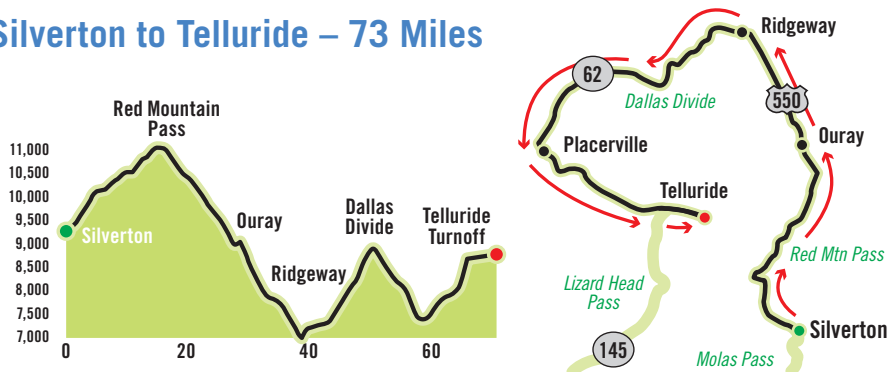 Silverton to Telluride – 73 Miles
Red Mountain
Pass
11,000
10,500
10,000
9,500
9,000
8,500
8,000
7,500
7,000
Silverton
Ouray
Ridgeway
Dallas
Divide
Telluride
Turnoff
0
20
40
60
Ridgeway
62
Dallas Divide
550
Placerville
Ouray
Telluride
Red Mtn Pass
Lizard Head
Pass
Silverton
145
Molas Pass